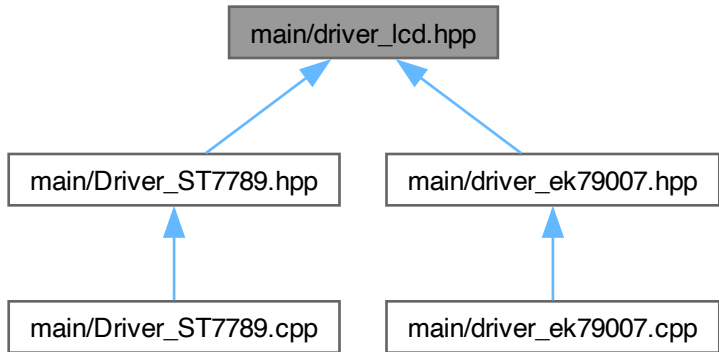 main/driver_lcd.hpp
main/Driver_ST7789.hpp
main/driver_ek79007.hpp
main/Driver_ST7789.cpp
main/driver_ek79007.cpp